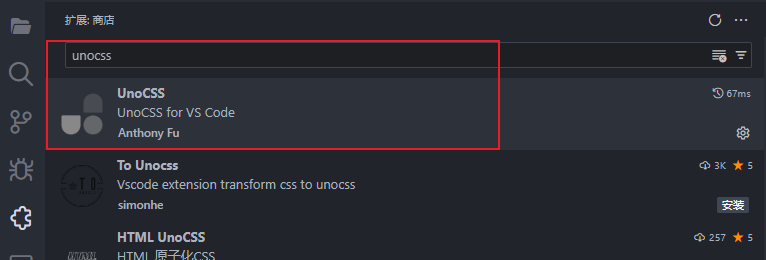 扩展: 商店
unocss
UnoCSS
67ms
UnoCSS for VS Code
Anthony Fu
To Unocss
3K
5
Vscode extension transform css to unocss
simonhe
安装
HTML UnoCSS
257
5
HTML 原子化CSS